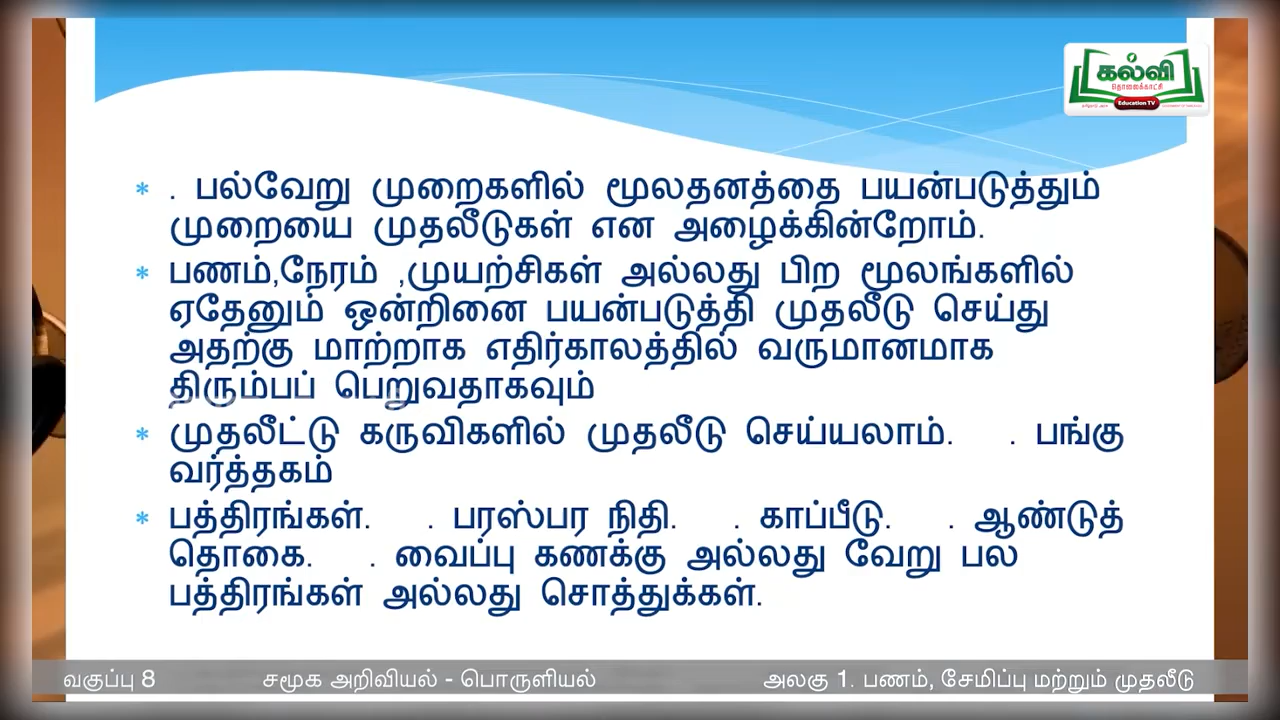 கல்வி
தொலைக்காட்சி
Education TV
* . பல்வேறு முறைகளில் மூலதனத்தை பயன்படுத்தும்
முறையை முதலீடுகள் என அழைக்கின்றோம்.
* பணம்,நேரம் ,முயற்சிகள் அல்லது பிற மூலங்களில்
ஏதேனும் ஒன்றினை பயன்படுத்தி முதலீடு செய்து
அதற்கு மாற்றாக எதிர்காலத்தில் வருமானமாக
திரும்பப் பெறுவதாகவும்
* முதலீட்டு கருவிகளில் முதலீடு செய்யலாம். . பங்கு
வர்த்தகம்
* பத்திரங்கள். . பரஸ்பர நிதி. . காப்பீடு. . ஆண்டுத்
தொகை. . வைப்பு கணக்கு அல்லது வேறு பல
பத்திரங்கள் அல்லது சொத்துக்கள்.
வகுப்பு 8 சமூக அறிவியல் - பொருளியல் அலகு 1. பணம், சேமிப்பு மற்றும் முதலீடு